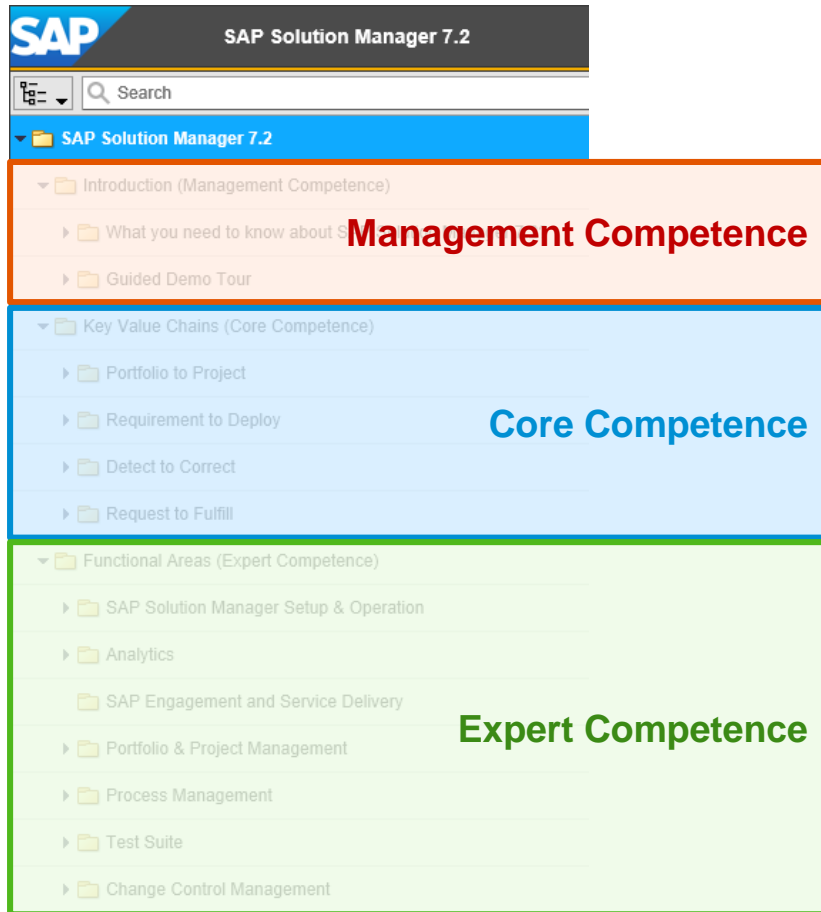 SAP
SAP Solution Manager 7.2
Search
SAP Solution Manager 7.2
Introduction (Management Competence)
What you need to know about S
Management Competence
Guided Demo Tour
Key Value Chains (Core Competence)
Portfolio to Project
Requirement to Deploy
Core Competence
Detect to Correct
Request to Fulfill
Functional Areas (Expert Competence)
SAP Solution Manager Setup & Operation
Analytics
SAP Engagement and Service Delivery
Expert Competence
Portfolio & Project Management
Process Management
Test Suite
Change Control Management